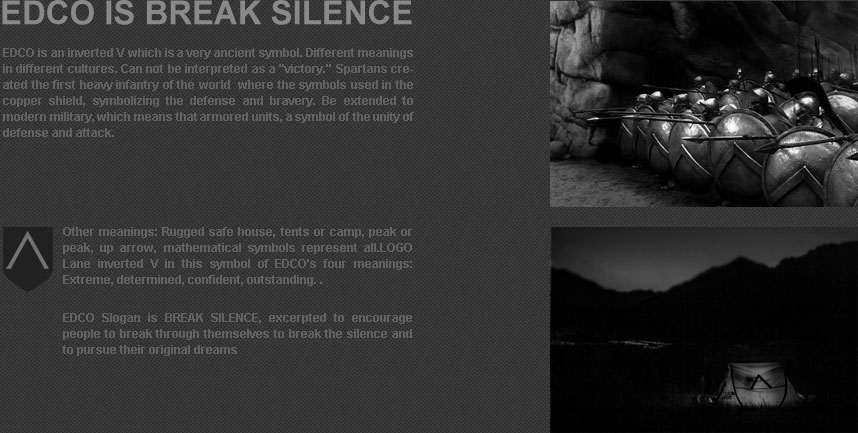 EDCO IS BREAK SILENCE
EDCO is an inverted V which is a very ancient symbol. Different meanings
in different cultures. Can not be interpreted as a "victory." Spartans cre-
ated the first heavy infantry of the world where the symbols used in the
copper shield, symbolizing the defense and bravery. Be extended to
modern military, which means that armored units, a symbol of the unity of
defense and attack.
Other meanings: Rugged safe house, tents or camp, peak or
peak, up arrow, mathematical symbols represent all.LOGO
Lane inverted V in this symbol of EDCO's four meanings:
Extreme, determined, confident, outstanding. .
EDCO Slogan is BREAK SILENCE, excerpted to encourage
people to break through themselves to break the silence and
to pursue their original dreams